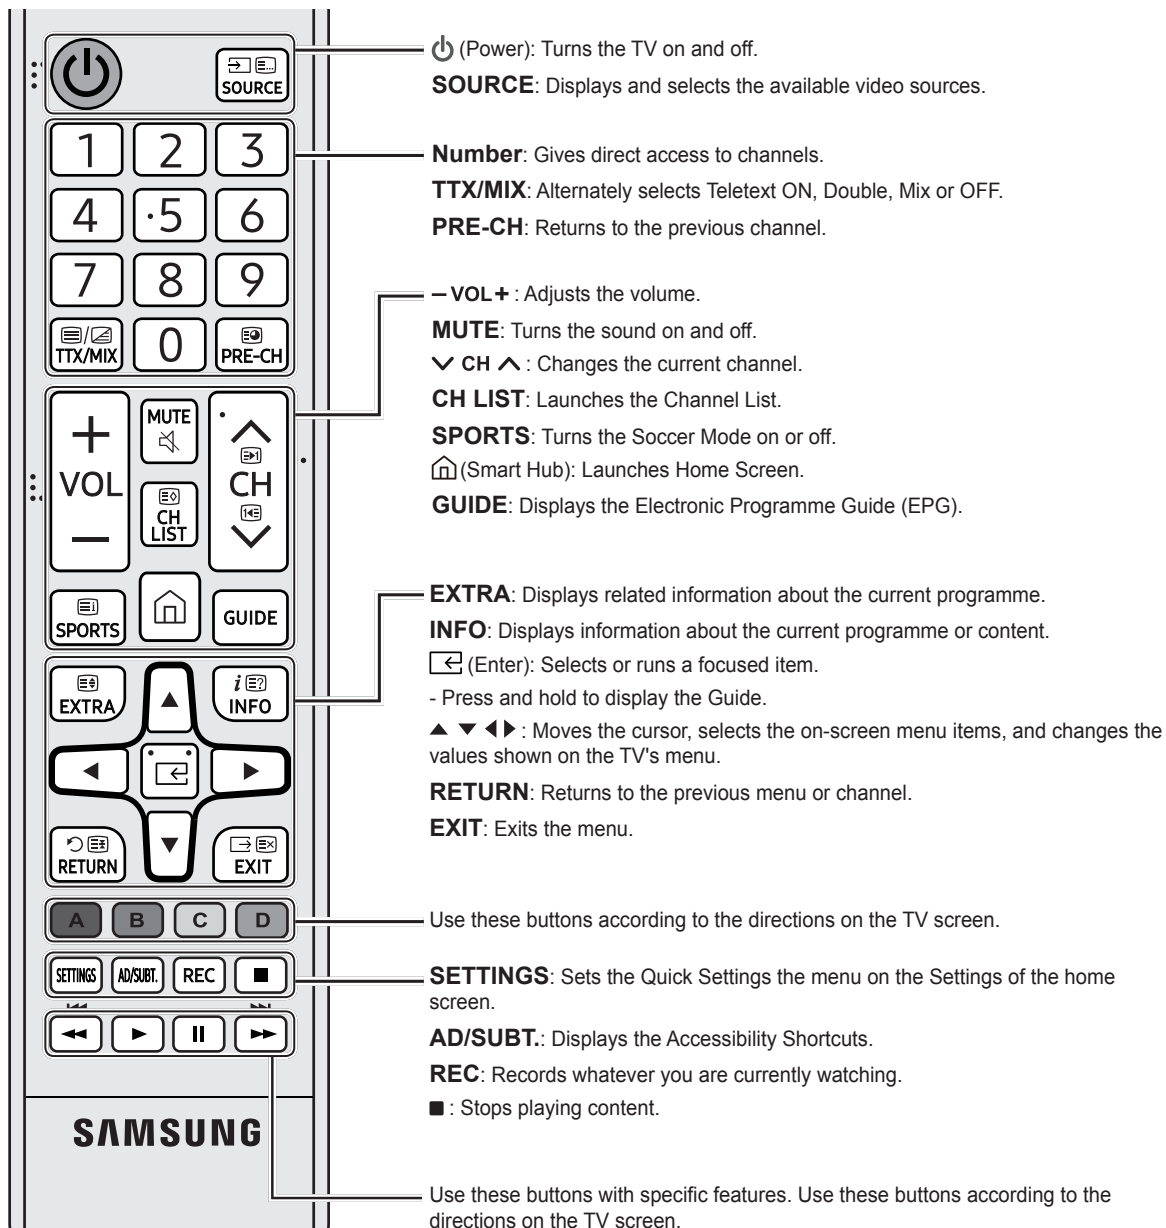 (Power): Turns the TV on and off.
SOURCE
SOURCE: Displays and selects the available video sources.
1 2 3
Number: Gives direct access to channels.
TTX/MIX: Alternately selects Teletext ON, Double, Mix or OFF.
4 ·5 6
PRE-CH: Returns to the previous channel.
7 8 9
– VOL + : Adjusts the volume.
TTX/MIX 0 PRE-CH
MUTE: Turns the sound on and off.
CH : Changes the current channel.
CH LIST: Launches the Channel List.
+
VOL
–
MUTE
CH
LIST
CH
SPORTS: Turns the Soccer Mode on or off.
(Smart Hub): Launches Home Screen.
GUIDE: Displays the Electronic Programme Guide (EPG).
SPORTS GUIDE
EXTRA: Displays related information about the current programme.
INFO: Displays information about the current programme or content.
(Enter): Selects or runs a focused item.
- Press and hold to display the Guide.
EXTRA i INFO
▲ ▼ ◀ ▶ : Moves the cursor, selects the on-screen menu items, and changes the
values shown on the TV's menu.
RETURN: Returns to the previous menu or channel.
EXIT: Exits the menu.
RETURN EXIT
A B C D
Use these buttons according to the directions on the TV screen.
SETTINGS AD/SUBT. REC
SETTINGS: Sets the Quick Settings the menu on the Settings of the home
screen.
AD/SUBT.: Displays the Accessibility Shortcuts.
REC: Records whatever you are currently watching.
■ : Stops playing content.
SAMSUNG
Use these buttons with specific features. Use these buttons according to the
directions on the TV screen.